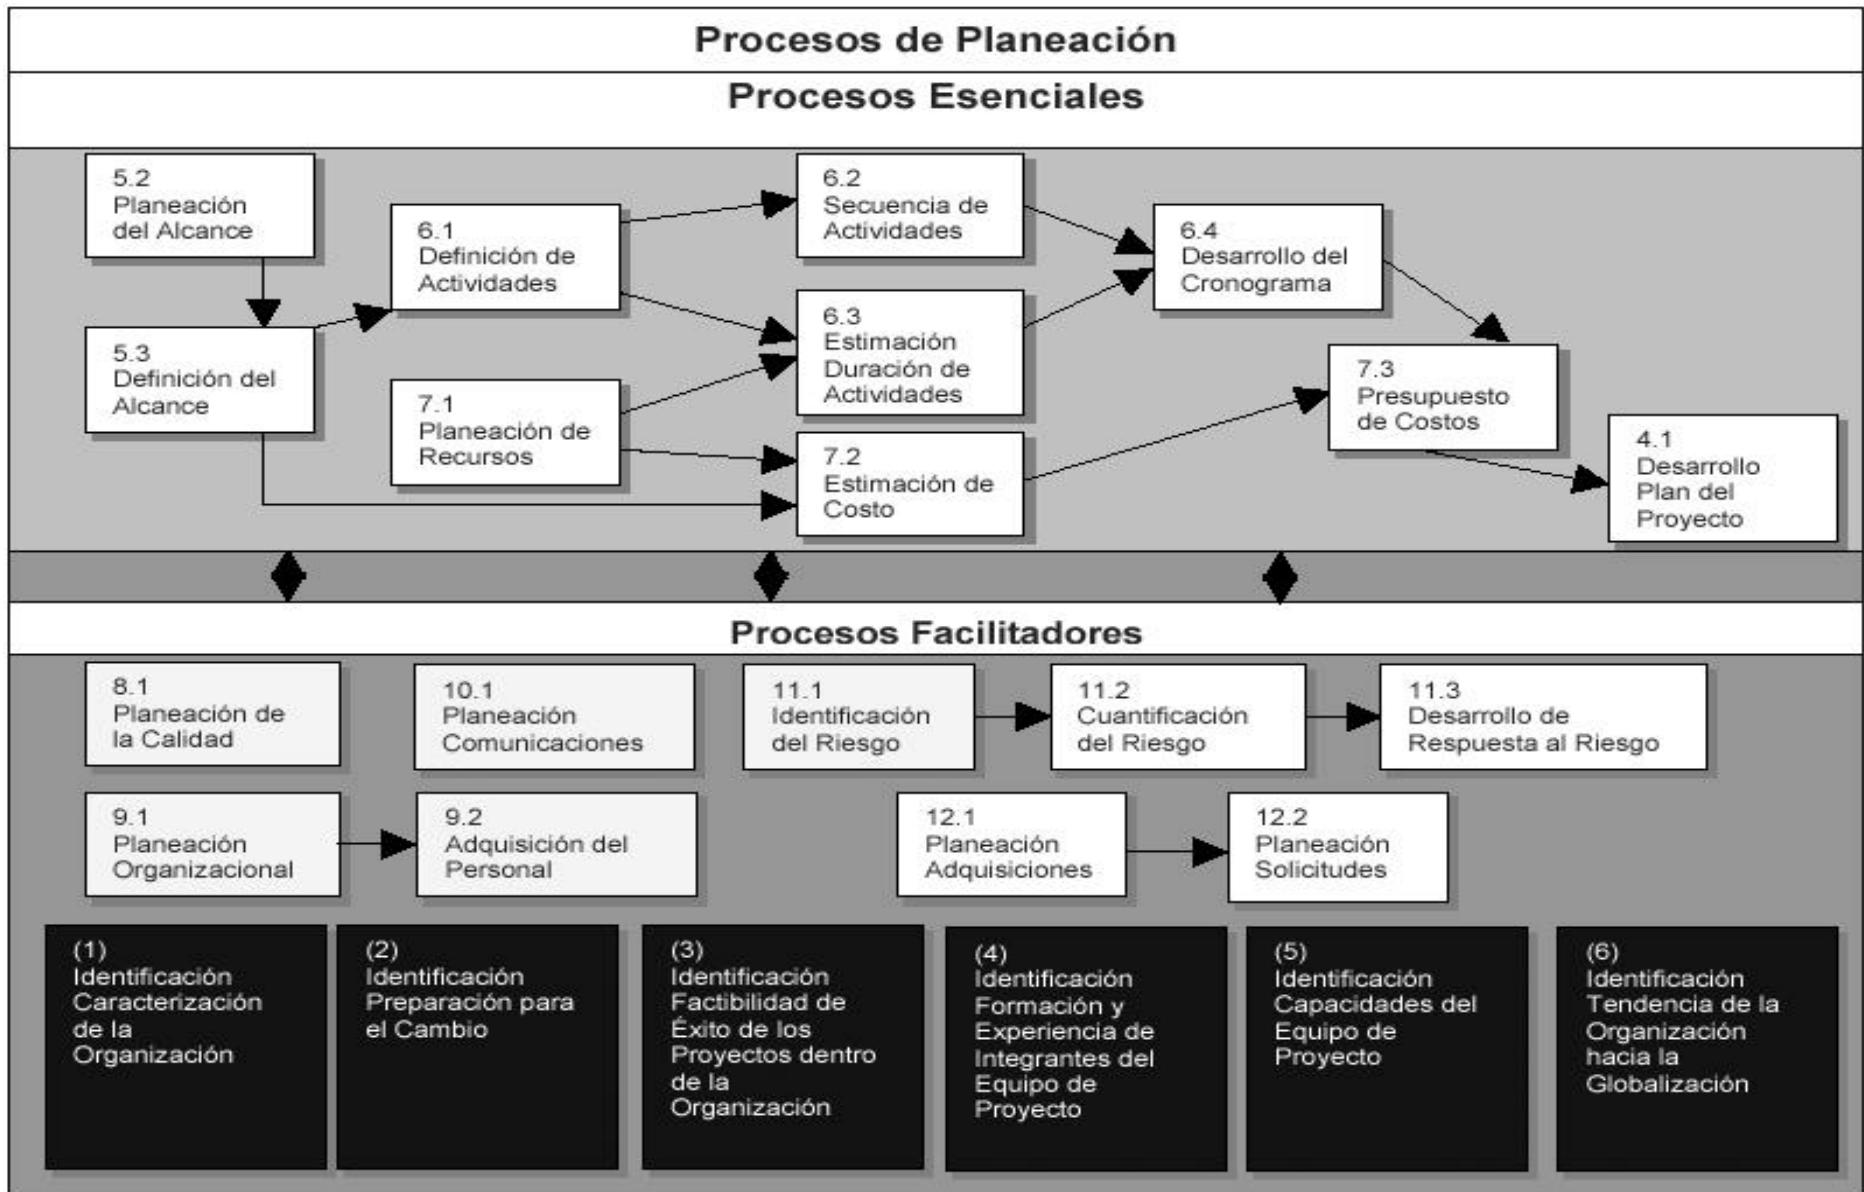 Procesos de Planeación
Procesos Esenciales
5.2
Planeación
del Alcance
5.3
Definición del
Alcance
6.1
Definición de
Actividades
7.1
Planeación de
Recursos
6.2
Secuencia de
Actividades
6.3
Estimación
Duración de
Actividades
7.2
Estimación de
Costo
6.4
Desarrollo del
Cronograma
7.3
Presupuesto
de Costos
4.1
Desarrollo
Plan del
Proyecto
Procesos Facilitadores
8.1
Planeación de
la Calidad
10.1
Planeación
Comunicaciones
11.1
Identificación
del Riesgo
11.2
Cuantificación
del Riesgo
11.3
Desarrollo de
Respuesta al Riesgo
9.1
Planeación
Organizacional
9.2
Adquisición del
Personal
12.1
Planeación
Adquisiciones
12.2
Planeación
Solicitudes
(1)
Identificación
Caracterización
de la
Organización
(2)
Identificación
Preparación para
el Cambio
(3)
Identificación
Factibilidad de
Éxito de los
Proyectos dentro
de la
Organización
(4)
Identificación
Formación y
Experiencia de
Integrantes del
Equipo de
Proyecto
(5)
Identificación
Capacidades del
Equipo de
Proyecto
(6)
Identificación
Tendencia de la
Organización
hacia la
Globalización